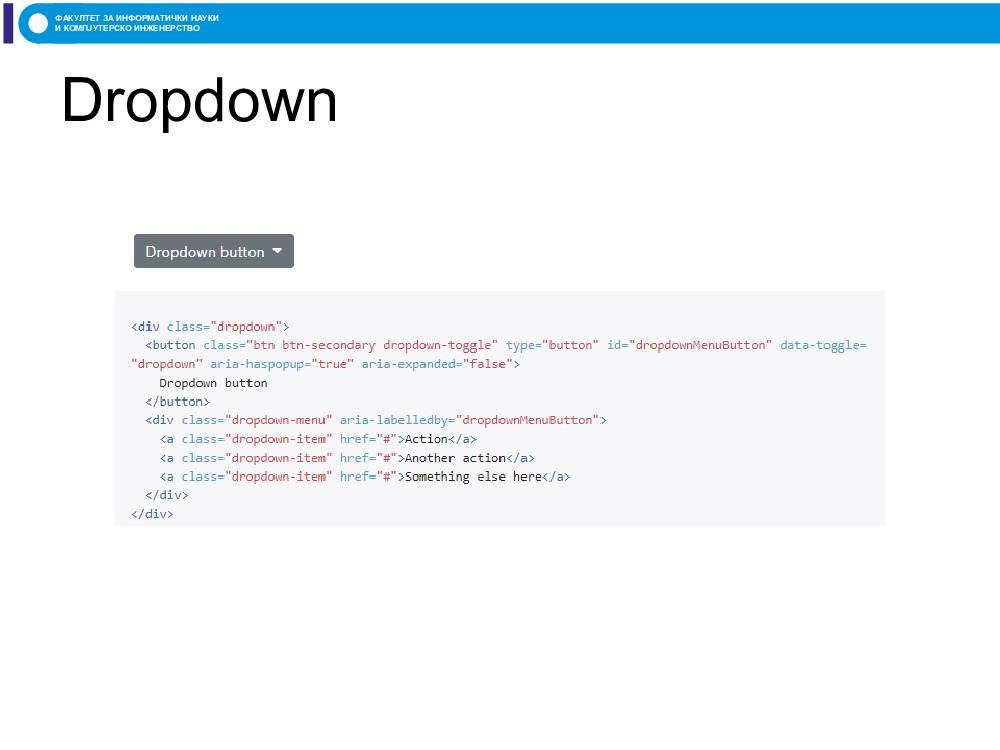 ФАКУЛТЕТ ЗА ИНФОРМАТИЧКИ НАУКИ
И КОМПЈУТЕРСКО ИНЖЕНЕРСТВО
Dropdown
Dropdown button
<div class="dropdown">
  <button class="btn btn-secondary dropdown-toggle" type="button" id="dropdownMenuButton" data-toggle=
"dropdown" aria-haspopup="true" aria-expanded="false">
    Dropdown button
  </button>
  <div class="dropdown-menu" aria-labelledby="dropdownMenuButton">
    <a class="dropdown-item" href="#">Action</a>
    <a class="dropdown-item" href="#">Another action</a>
    <a class="dropdown-item" href="#">Something else here</a>
  </div>
</div>